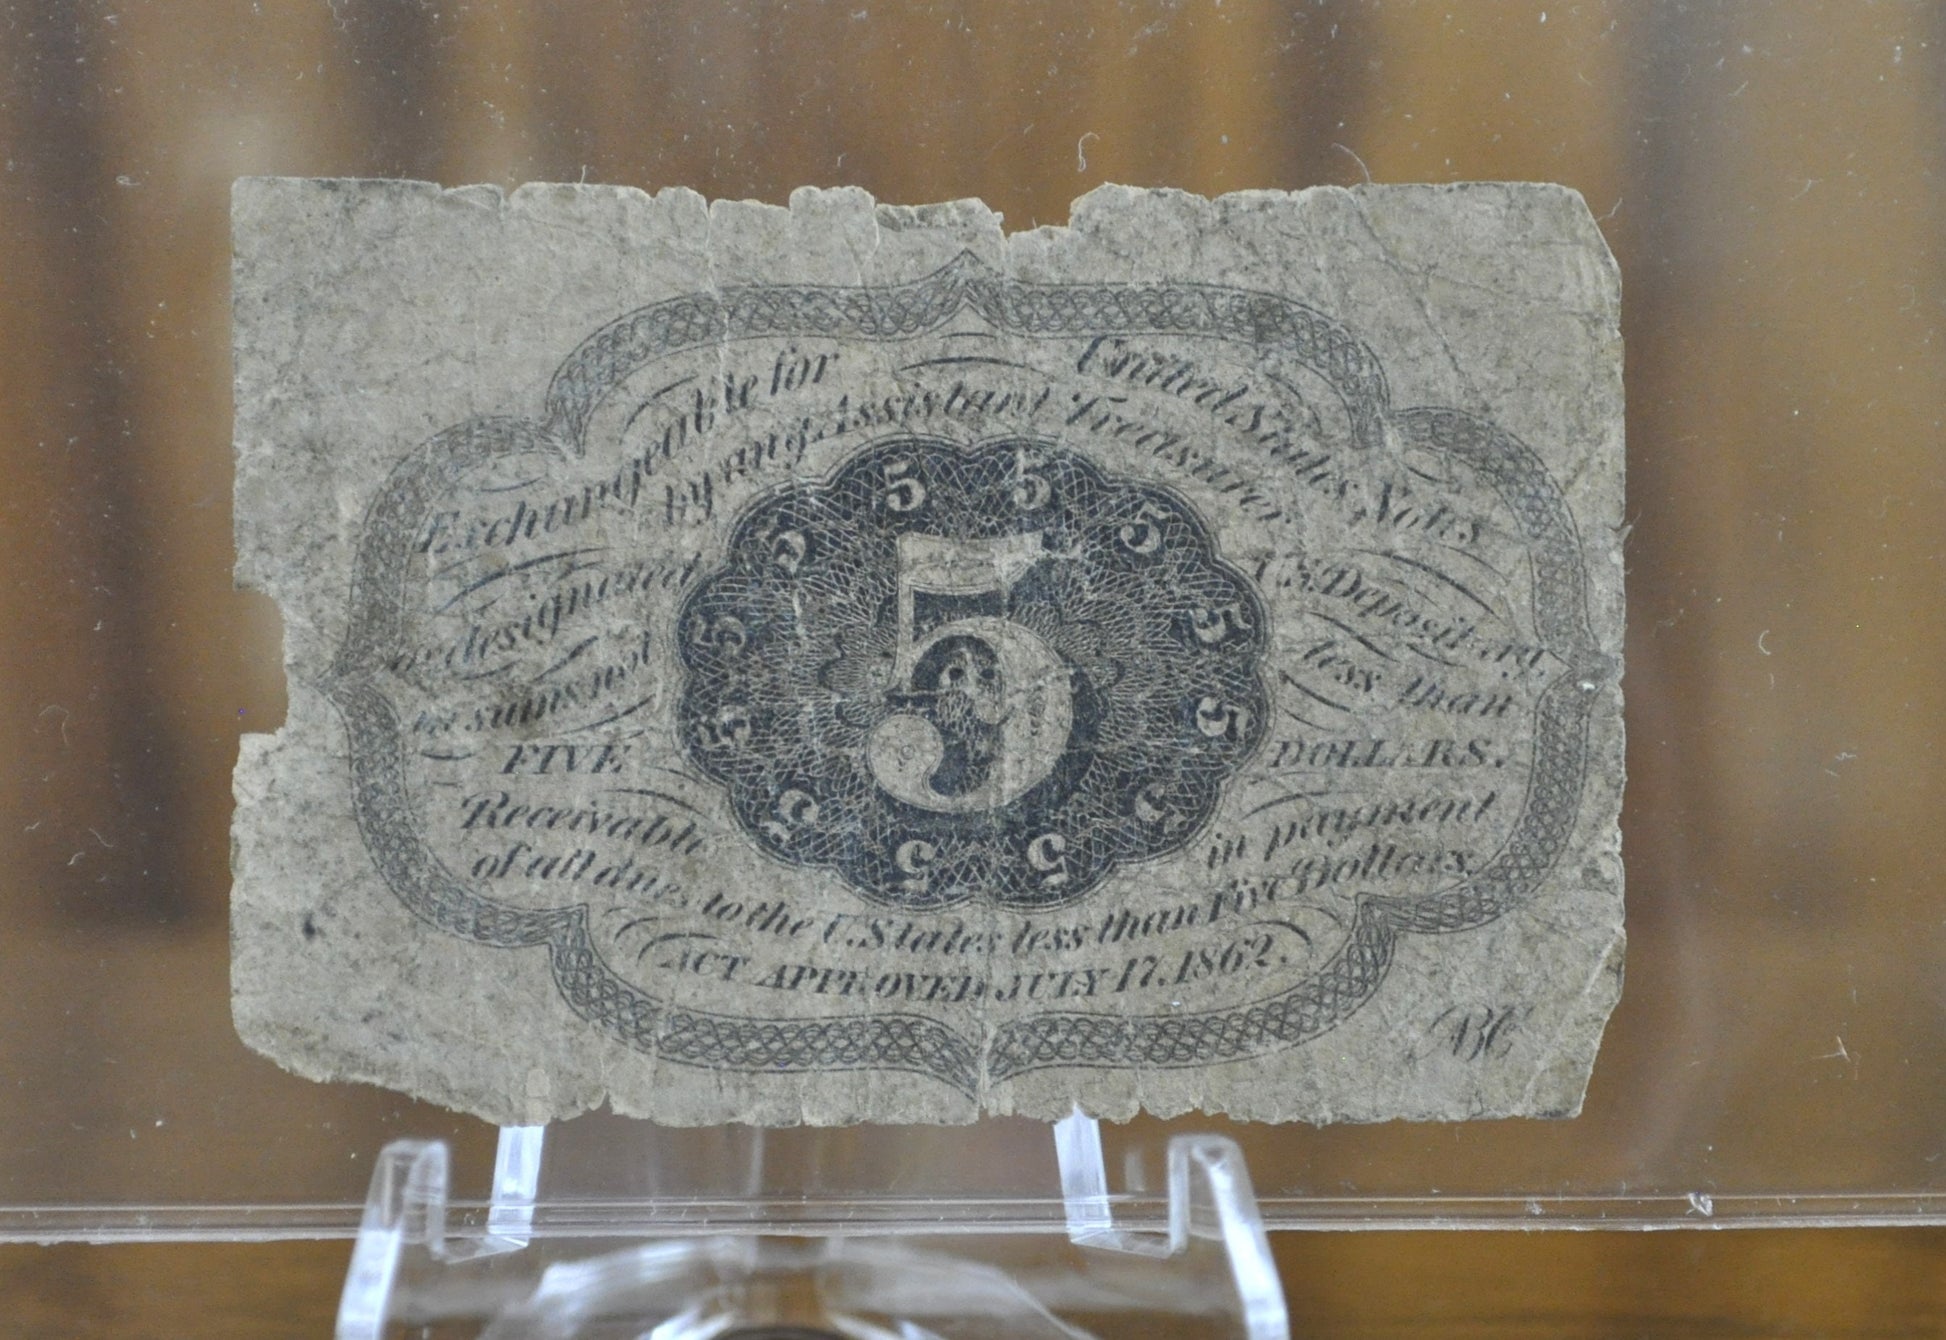 Exchangeable for United States Notes
by any Assistant Treasurer
or designated U.S. Depositary,
in sums not less than
FIVE DOLLARS.
5 5 5 5 5 5 5 5 5 5 5 5
5
Receivable in payment
of all dues to the U. States less than Five Dollars.
ACT APPROVED JULY 17, 1862.
ABC